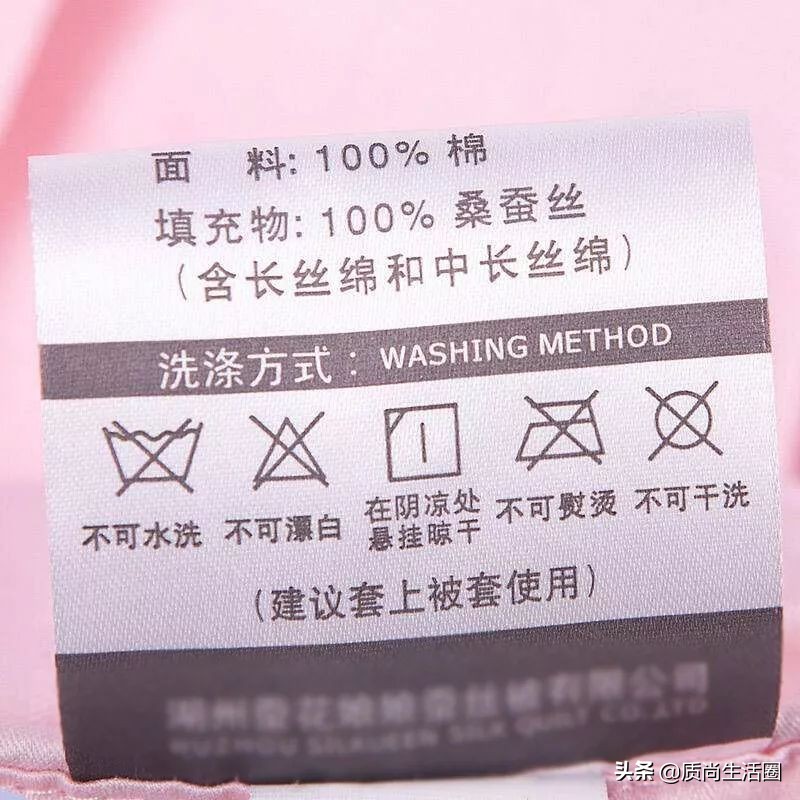 面 料: 100% 棉
填充物: 100% 桑蚕丝
(含长丝绵和中长丝绵)
洗涤方式: WASHING METHOD
不可水洗 不可漂白 在阴凉处悬挂晾干 不可熨烫 不可干洗
(建议套上被套使用)
头条 @质尚生活圈